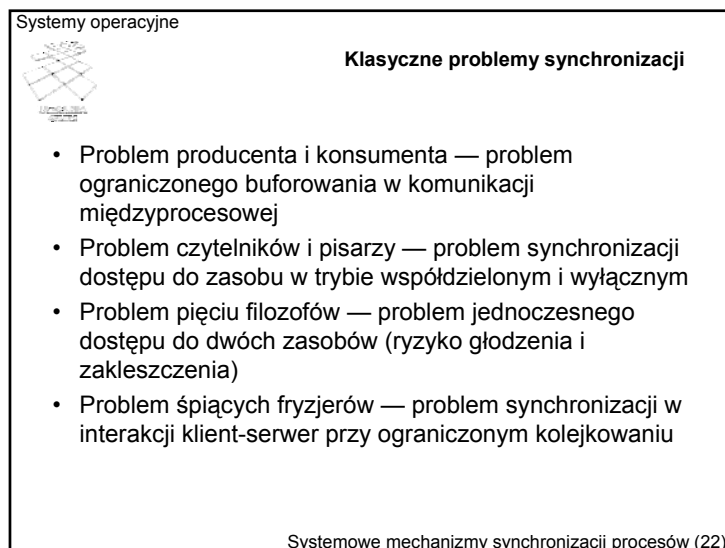 Systemy operacyjne
Klasyczne problemy synchronizacji
• Problem producenta i konsumenta — problem
ograniczonego buforowania w komunikacji
międzyprocesowej
• Problem czytelników i pisarzy — problem synchronizacji
dostępu do zasobu w trybie współdzielonym i wyłącznym
• Problem pięciu filozofów — problem jednoczesnego
dostępu do dwóch zasobów (ryzyko głodzenia i
zakleszczenia)
• Problem śpiących fryzjerów — problem synchronizacji w
interakcji klient-serwer przy ograniczonym kolejkowaniu
Systemowe mechanizmy synchronizacji procesów (22)